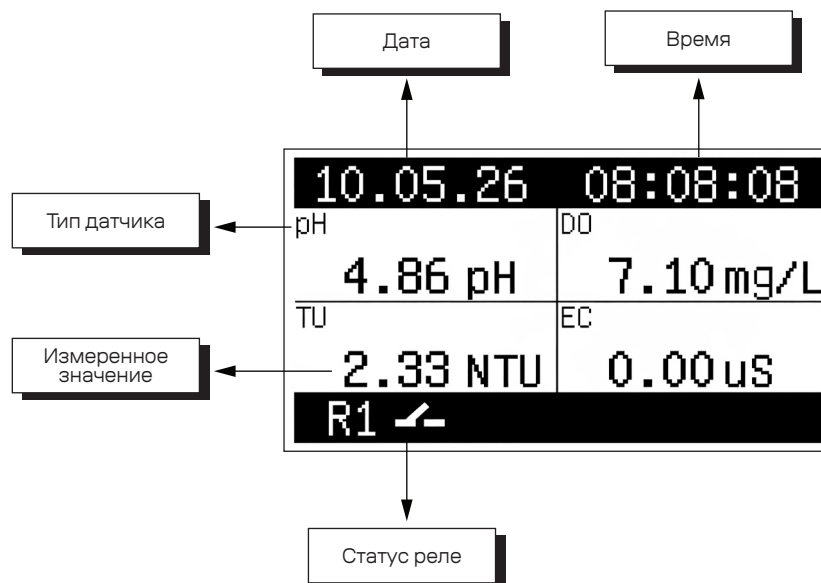 Дата
Время
10.05.26 08:08:08
Тип датчика
pH DO
4.86 pH 7.10 mg/L
TU EC
Измеренное
значение
2.33 NTU 0.00 uS
R1
Статус реле